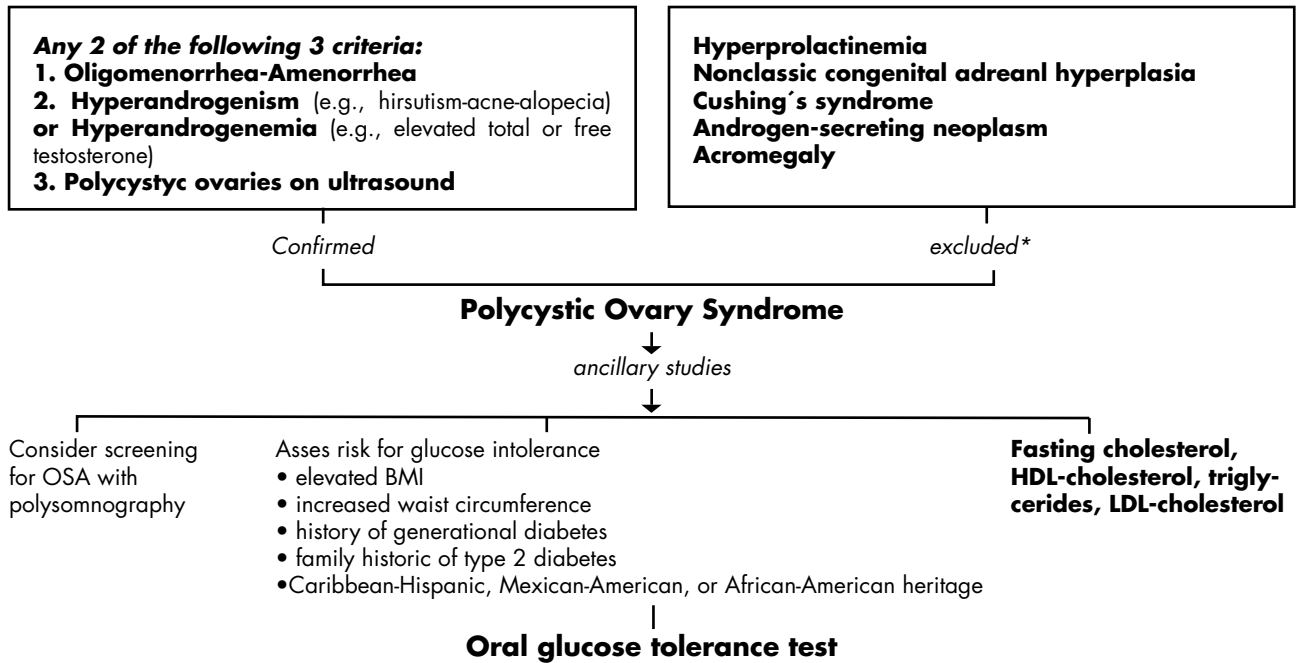 Any 2 of the following 3 criteria:
1. Oligomenorrhea-Amenorrhea
2. Hyperandrogenism (e.g., hirsutism-acne-alopecia)
or Hyperandrogenemia (e.g., elevated total or free
testosterone)
3. Polycystyc ovaries on ultrasound
Hyperprolactinemia
Nonclassic congenital adreanl hyperplasia
Cushing´s syndrome
Androgen-secreting neoplasm
Acromegaly
Confirmed
excluded*
Polycystic Ovary Syndrome
ancillary studies
Consider screening
for OSA with
polysomnography
Asses risk for glucose intolerance
• elevated BMI
• increased waist circumference
• history of generational diabetes
• family historic of type 2 diabetes
•Caribbean-Hispanic, Mexican-American, or African-American heritage
Fasting cholesterol,
HDL-cholesterol, trigly-
cerides, LDL-cholesterol
Oral glucose tolerance test